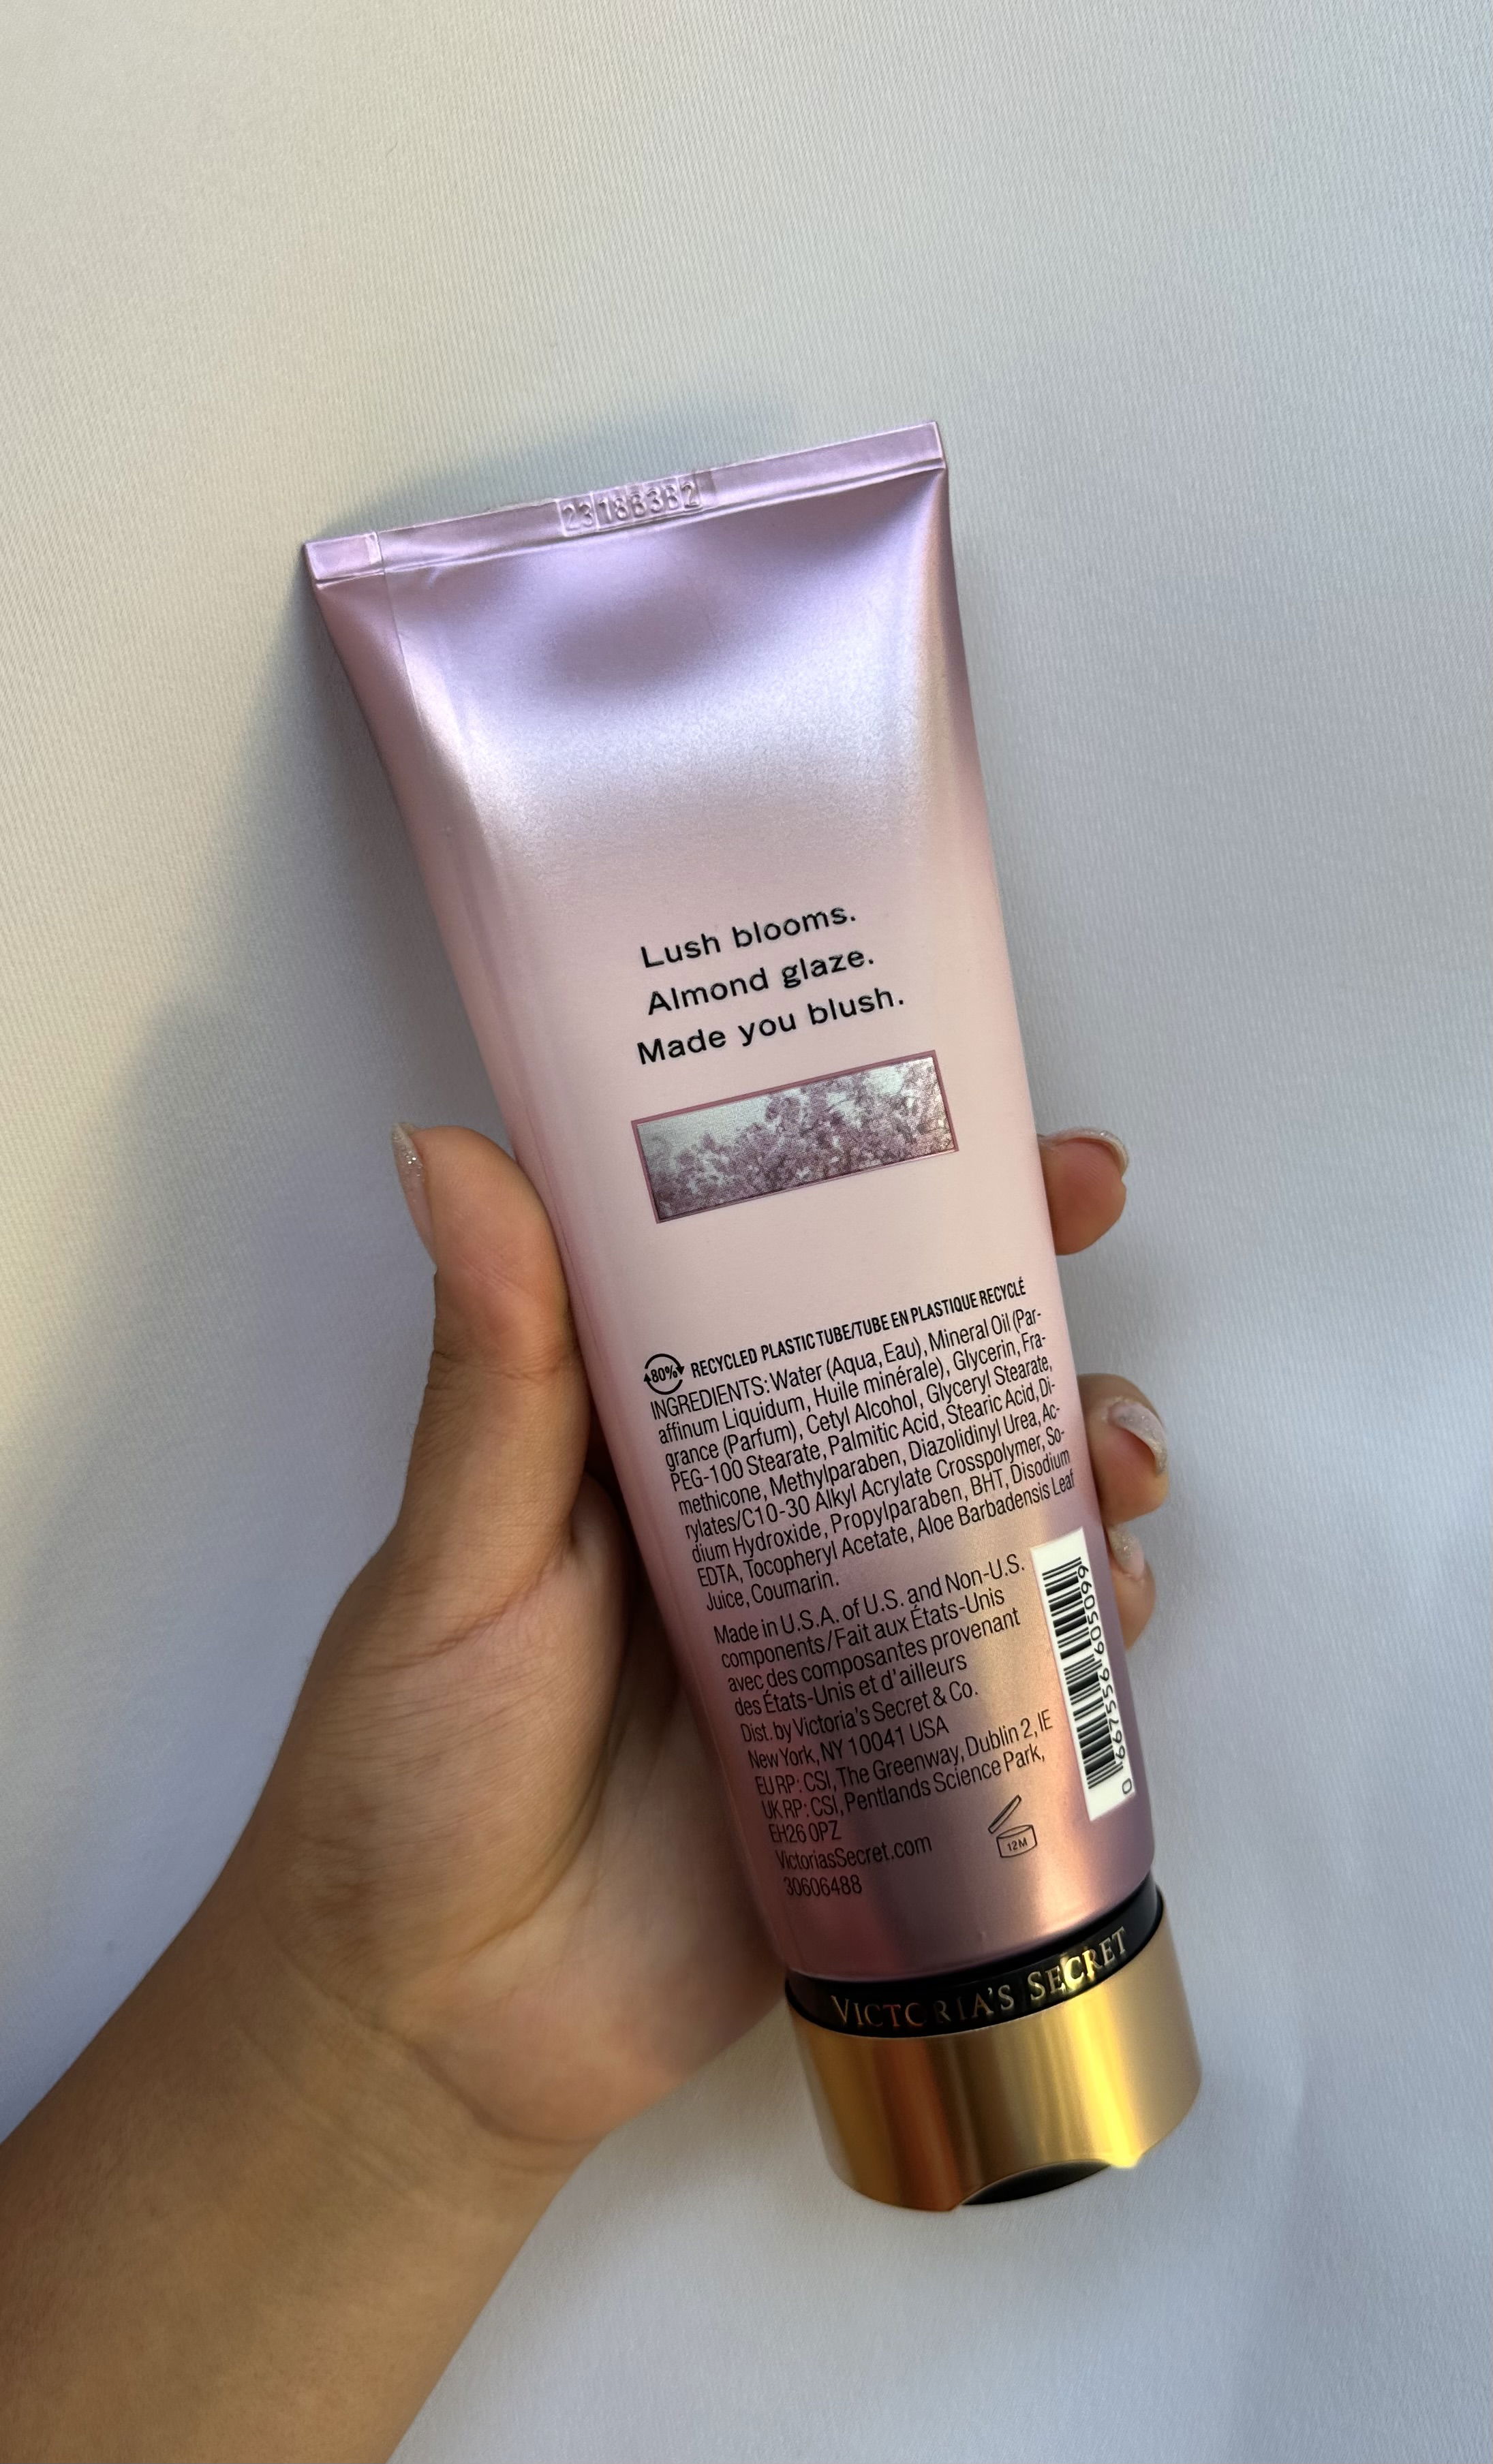 23188382
Lush blooms.
Almond glaze.
Made you blush.
80% RECYCLED PLASTIC TUBE/TUBE EN PLASTIQUE RECYCLÉ
INGREDIENTS: Water (Aqua, Eau), Mineral Oil (Par-
affinum Liquidum, Huile minérale), Glycerin, Fra-
grance (Parfum), Cetyl Alcohol, Glyceryl Stearate,
PEG-100 Stearate, Palmitic Acid, Stearic Acid, Di-
methicone, Methylparaben, Diazolidinyl Urea, Ac-
rylates/C10-30 Alkyl Acrylate Crosspolymer, So-
dium Hydroxide, Propylparaben, BHT, Disodium
EDTA, Tocopheryl Acetate, Aloe Barbadensis Leaf
Juice, Coumarin.
Made in U.S.A. of U.S. and Non-U.S.
components/Fait aux États-Unis
avec des composantes provenant
des États-Unis et d'ailleurs
Dist. by Victoria's Secret & Co.
New York, NY 10041 USA
EU RP: CSI, The Greenway, Dublin 2, IE
UK RP: CSI, Pentlands Science Park,
EH26 0PZ
VictoriasSecret.com
30606488
12M
0 667556 605099
VICTORIA'S SECRET